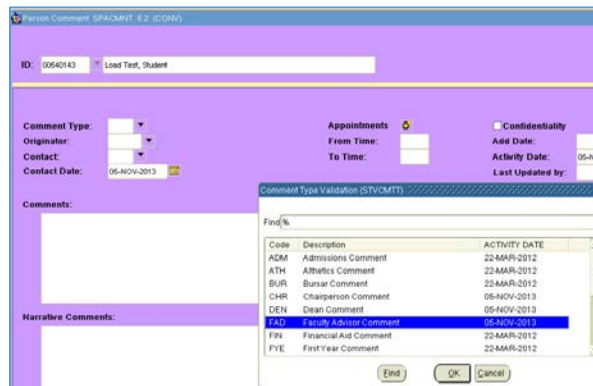 Person Comment SPACMNT 8.2 (CONV)
ID: 00540143 Load Test, Student
Comment Type: Appointments Confidentiality
Originator: From Time: Add Date:
Contact: To Time: Activity Date: 05-N
Contact Date: 05-NOV-2013 Last Updated by:
Comments:
Comment Type Validation (STVCMTT)
Find %
Code Description ACTIVITY DATE
ADM Admissions Comment 22-MAR-2012
ATH Althetics Comment 22-MAR-2012
BUR Bursar Comment 22-MAR-2012
CHR Chairperson Comment 05-NOV-2013
DEN Dean Comment 05-NOV-2013
FAD Faculty Advisor Comment 05-NOV-2013
FIN Financial Aid Comment 22-MAR-2012
FYE First Year Comment 22-MAR-2012
Narrative Comments:
Find OK Cancel